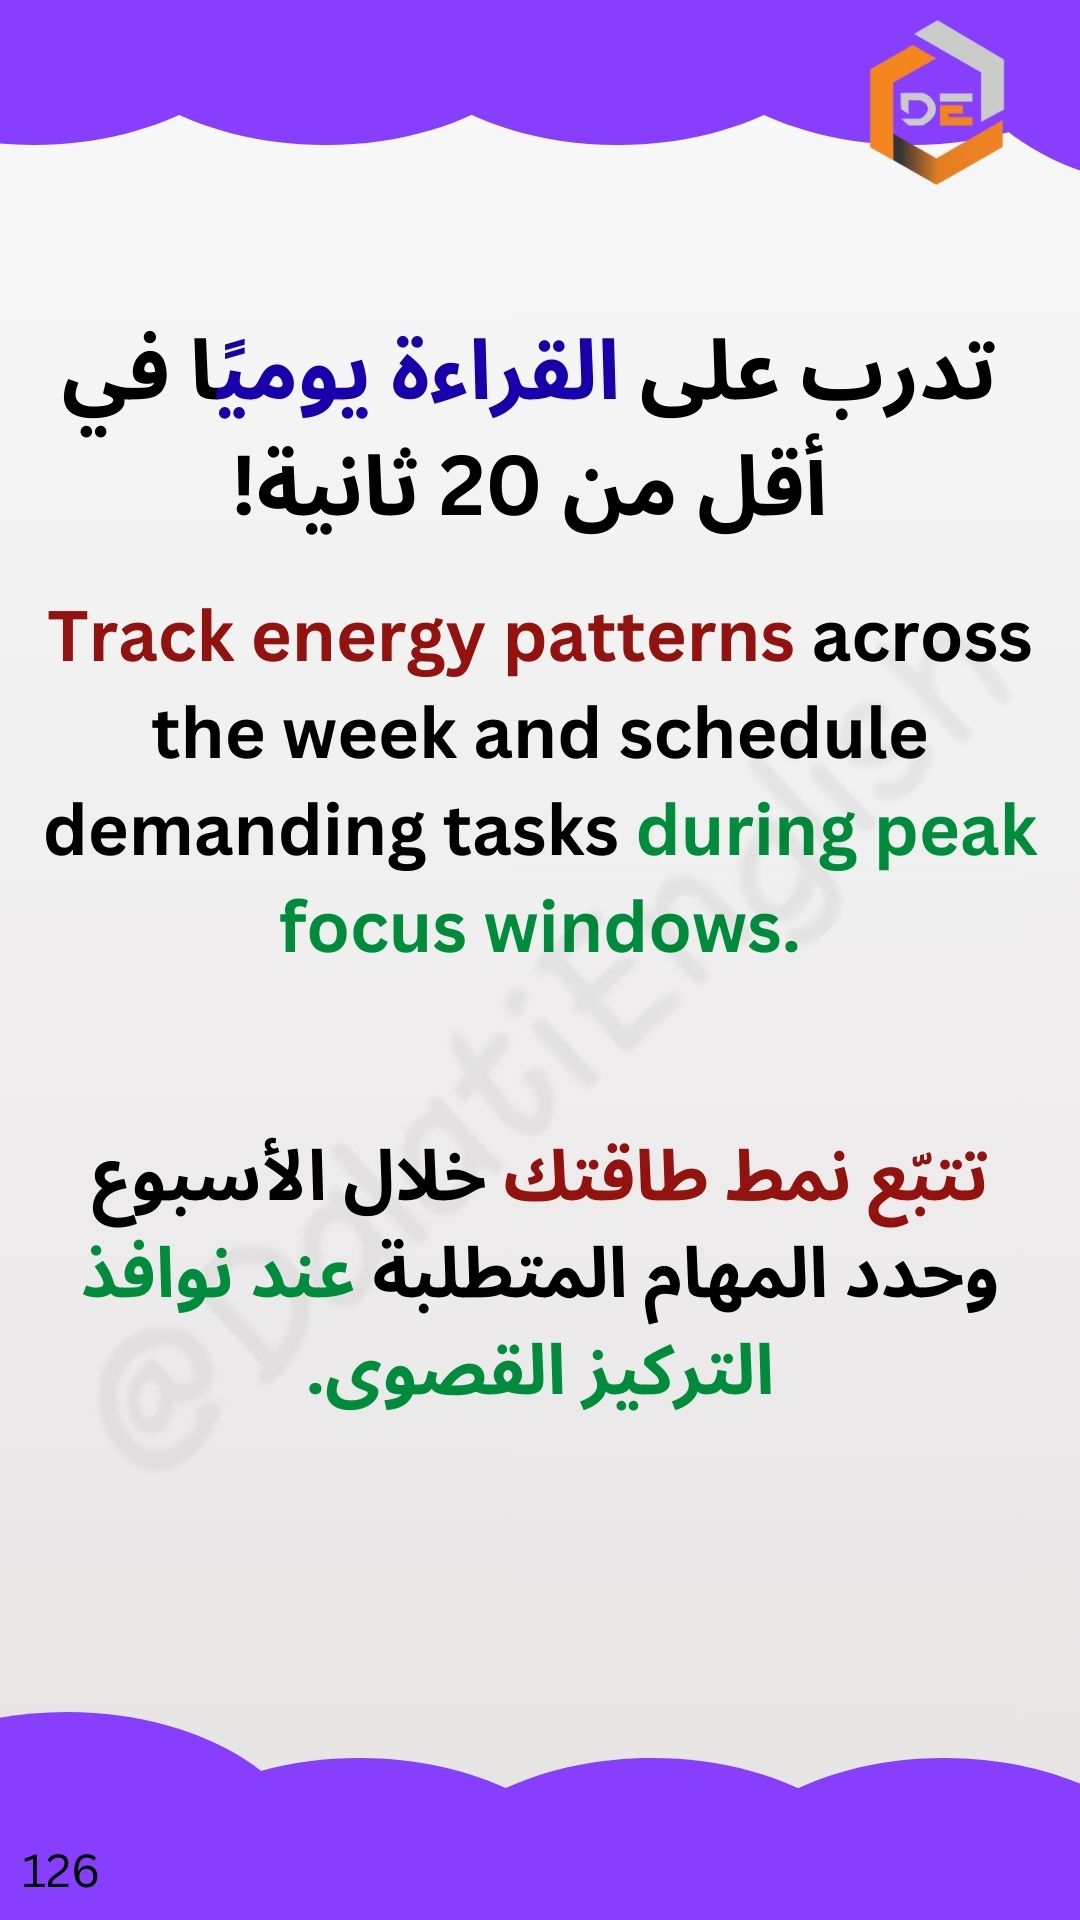 DE
تدرب على القراءة يوميًا في
أقل من 20 ثانية!
Track energy patterns across
the week and schedule
demanding tasks during peak
focus windows.
تتبّع نمط طاقتك خلال الأسبوع
وحدد المهام المتطلبة عند نوافذ
التركيز القصوى.
@DalatiEnglish
126